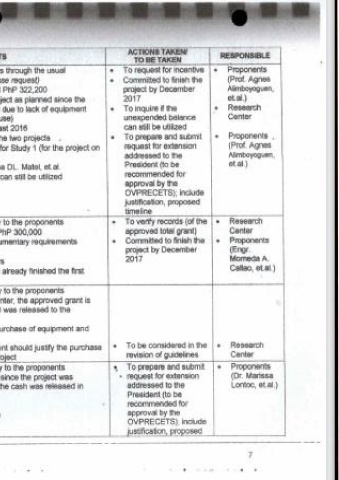 TS
ACTIONS TAKEN/
TO BE TAKEN
RESPONSIBLE
s through the usual
se request)
PhP 322,200
ject as planned since the
due to lack of equipment
use)
ast 2016
he two projects
for Study 1 (for the project on
a DL. Matel, et.al.
can still be utilized
• To request for incentive
• Committed to finish the
project by December
2017
• To inquire if the
unexpended balance
can still be utilized
• To prepare and submit
request for extension
addressed to the
President (to be
recommended for
approval by the
OVPRECETS); include
justification, proposed
timeline
• Proponents
(Prof. Agnes
Alimboyoguen,
et.al.)
• Research
Center
• Proponents
(Prof. Agnes
Alimboyoguen,
et.al.)
y to the proponents
PhP 300,000
umentary requirements
s
already finished the first
• To verify records (of the
approved total grant)
• Committed to finish the
project by December
2017
• Research
Center
• Proponents
(Engr.
Momeda A.
Callao, et.al.)
y to the proponents
nter, the approved grant is
was released to the
urchase of equipment and
nt should justify the purchase
oject
• To be considered in the
revision of guidelines
• Research
Center
y to the proponents
since the project was
he cash was released in
• To prepare and submit
request for extension
addressed to the
President (to be
recommended for
approval by the
OVPRECETS); include
justification, proposed
• Proponents
(Dr. Marissa
Lontoc, et.al.)
7